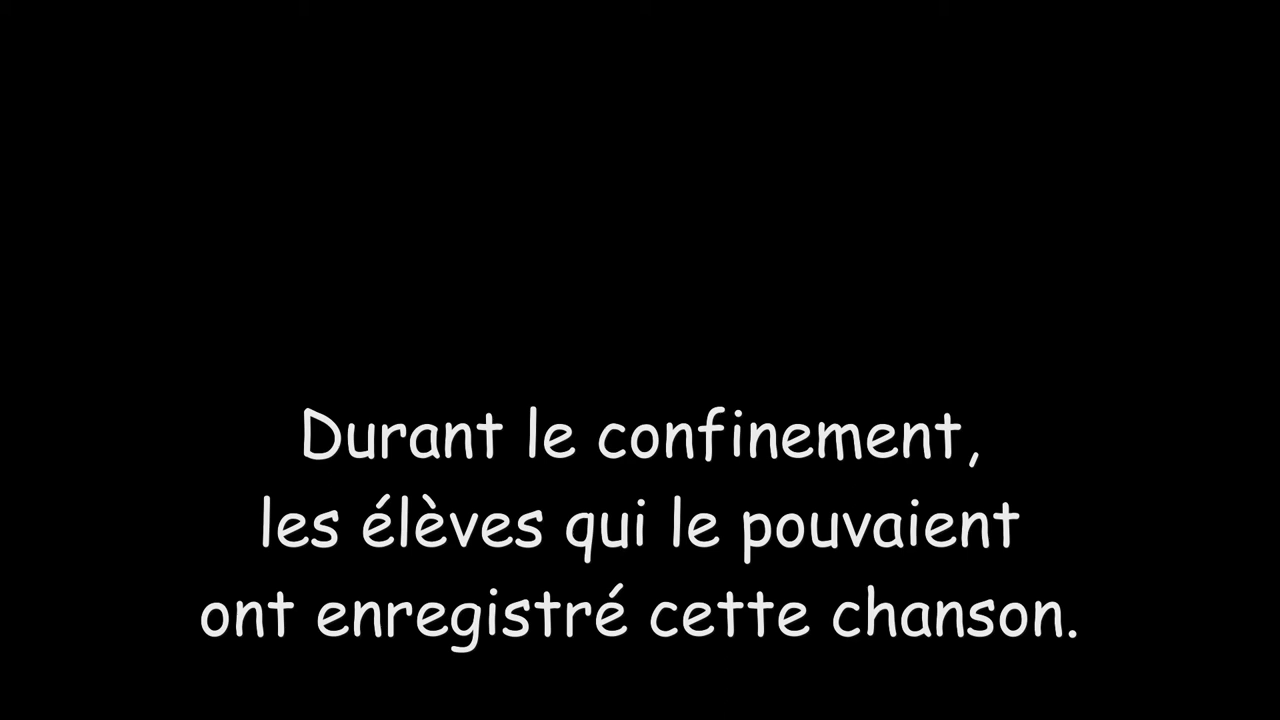 Durant le confinement,
les élèves qui le pouvaient
ont enregistré cette chanson.